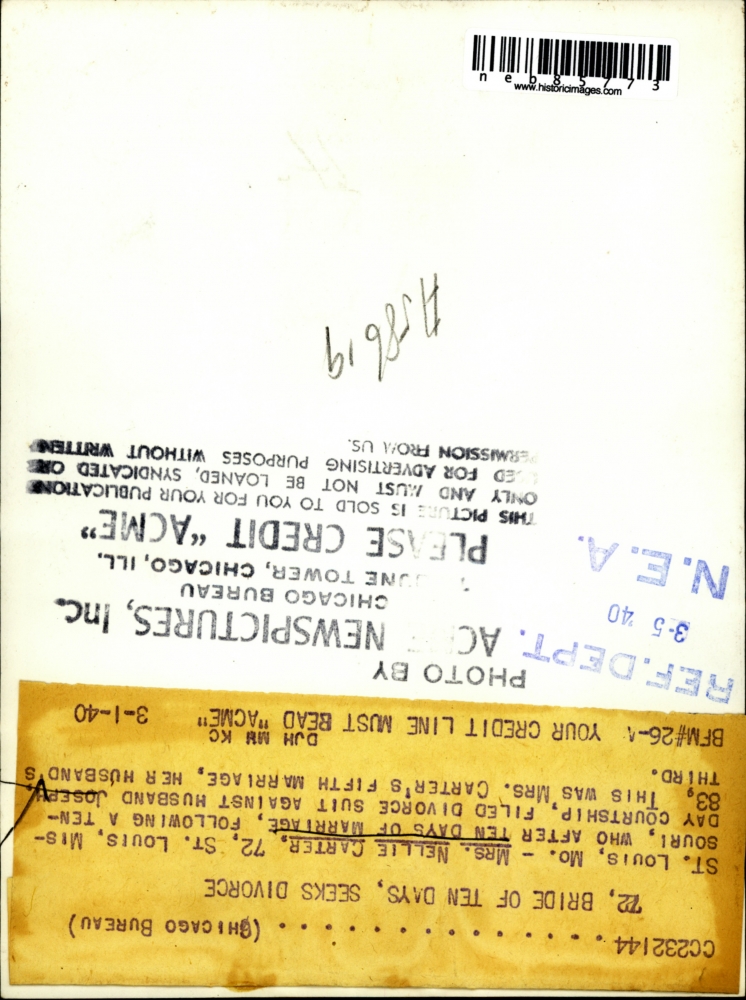 neb85773
www.historicimages.com
CC232144 . . . . . . . . . . . . . . . (CHICAGO BUREAU)
72, BRIDE OF TEN DAYS, SEEKS DIVORCE
ST. LOUIS, MO. - MRS. NELLIE CARTER, 72, ST. LOUIS, MIS-
SOURI, WHO AFTER TEN DAYS OF MARRIAGE, FOLLOWING A TEN-
DAY COURTSHIP, FILED DIVORCE SUIT AGAINST HUSBAND JOSEPH,
83, THIS WAS MRS. CARTER'S FIFTH MARRIAGE, HER HUSBAND'S
THIRD.
DJH MW KC
BFM#26- YOUR CREDIT LINE MUST READ "ACME" 3-1-40
REF. DEPT.
3-5 '40
N.E.A.
PHOTO BY
ACME NEWSPICTURES, Inc.
CHICAGO BUREAU
TRIBUNE TOWER, CHICAGO, ILL.
PLEASE CREDIT "ACME"
THIS PICTURE IS SOLD TO YOU FOR YOUR PUBLICATION
ONLY AND MUST NOT BE LOANED, SYNDICATED OR
USED FOR ADVERTISING PURPOSES WITHOUT WRITTEN
PERMISSION FROM US.